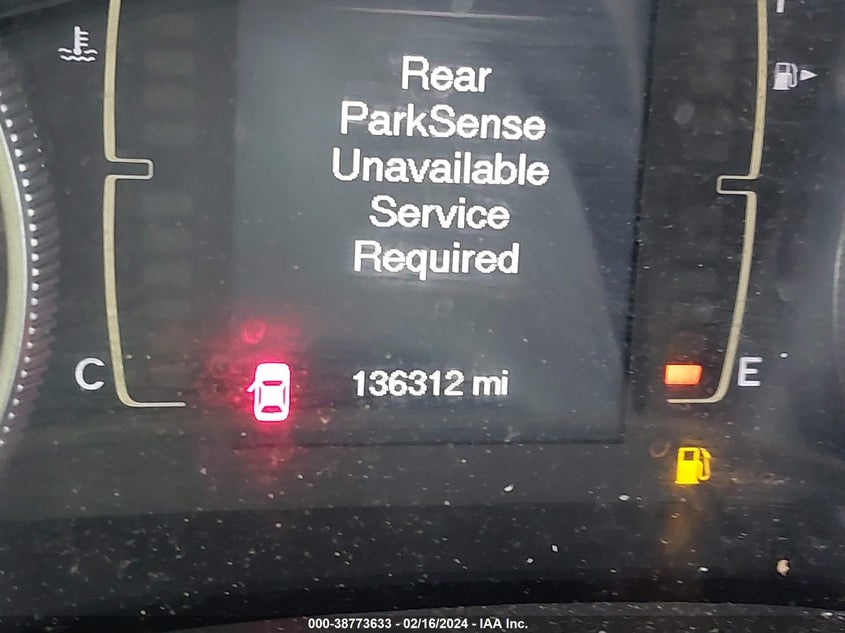 Rear
ParkSense
Unavailable
Service
Required
C
136312 mi
E
000-38773633 - 02/16/2024 - IAA Inc.